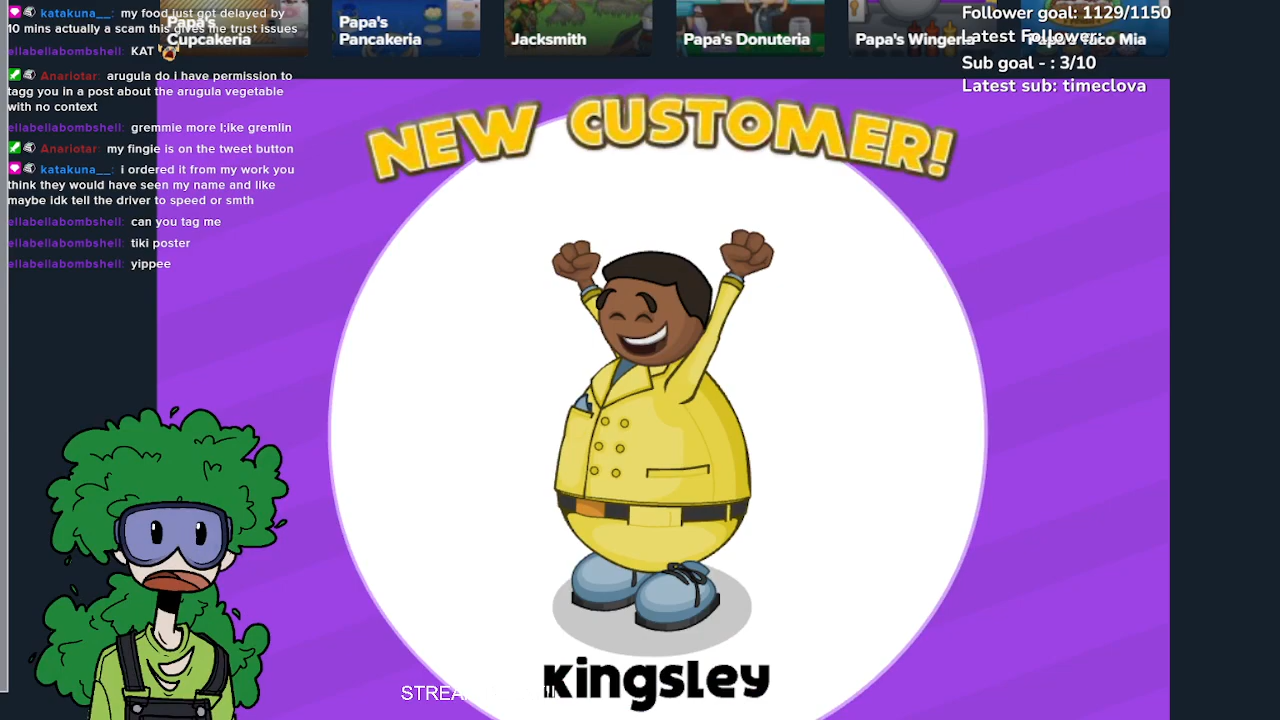 katakuna__: my food just got delayed by
10 mins actually a scam this gives me trust issues
ellabellabombshell: KAT
Anariotar: arugula do i have permission to
tagg you in a post about the arugula vegetable
with no context
ellabellabombshell: gremmie more l;ike gremlin
Anariotar: my fingie is on the tweet button
katakuna__: i ordered it from my work you
think they would have seen my name and like
maybe idk tell the driver to speed or smth
ellabellabombshell: can you tag me
ellabellabombshell: tiki poster
ellabellabombshell: yippee
Papa's
Cupcakeria
Papa's
Pancakeria
Jacksmith
Papa's Donuteria
Papa's Wingeria
Papa's Taco Mia
Follower goal: 1129/1150
Latest Follower:
Sub goal - : 3/10
Latest sub: timeclova
NEW CUSTOMER!
Kingsley